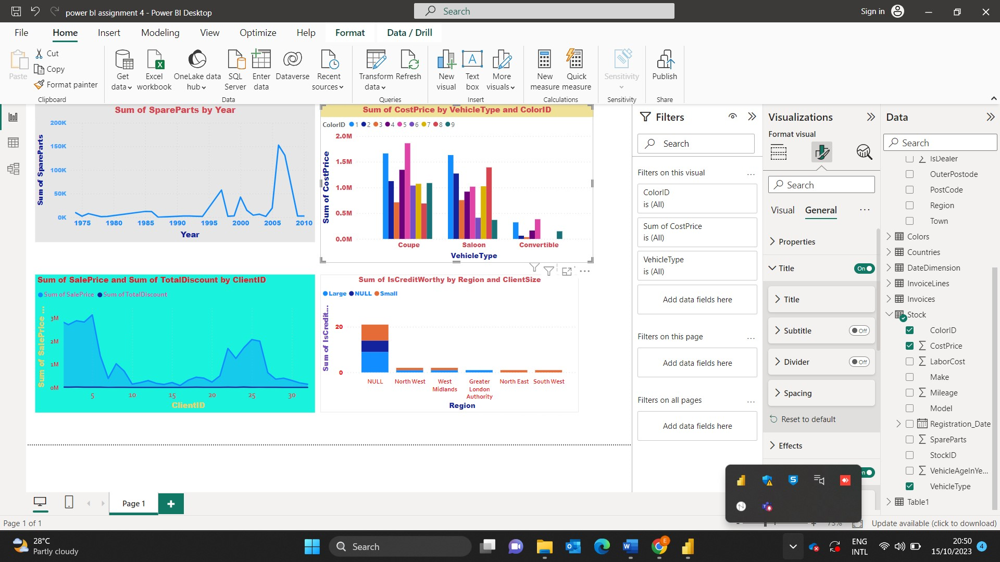 power bI assignment 4 - Power BI Desktop
Search
Sign in
File Home Insert Modeling View Optimize Help Format Data / Drill
Paste
Cut
Copy
Format painter
Clipboard
Get data
Excel workbook
OneLake data hub
SQL Server
Enter data
Dataverse
Recent sources
Data
Transform data
Refresh
Queries
New visual
Text box
More visuals
Insert
New measure
Quick measure
Calculations
Sensitivity
Sensitivity
Publish
Share
Sum of SpareParts by Year
200K
150K
100K
50K
0K
Sum of SpareParts
1975 1980 1985 1990 1995 2000 2005 2010
Year
Sum of CostPrice by VehicleType and ColorID
ColorID 1 2 3 4 5 6 7 8 9
2.0M
1.5M
1.0M
0.5M
0.0M
Sum of CostPrice
Coupe Saloon Convertible
VehicleType
Sum of SalePrice and Sum of TotalDiscount by ClientID
Sum of SalePrice Sum of TotalDiscount
3M
2M
1M
0M
Sum of SalePrice ...
5 10 15 20 25 30
ClientID
Sum of IsCreditWorthy by Region and ClientSize
Large NULL Small
20
0
Sum of IsCredit...
NULL North West West Midlands Greater London Authority North East South West
Region
Filters
Search
Filters on this visual ...
ColorID
is (All)
Sum of CostPrice
is (All)
VehicleType
is (All)
Add data fields here
Filters on this page ...
Add data fields here
Filters on all pages ...
Add data fields here
Visualizations
Format visual
Search
Visual General ...
Properties
Title On
Title
Subtitle Off
Divider Off
Spacing
Reset to default
Effects
Data
Search
IsDealer
OuterPostode
PostCode
Region
Town
Colors
Countries
DateDimension
InvoiceLines
Invoices
Stock
ColorID
CostPrice
LaborCost
Make
Mileage
Model
Registration_Date
SpareParts
StockID
VehicleAgeInYe...
VehicleType
Table1
Page 1
Page 1 of 1
75%
Update available (click to download)
28°C
Partly cloudy
Search
ENG
INTL
20:50
15/10/2023
4